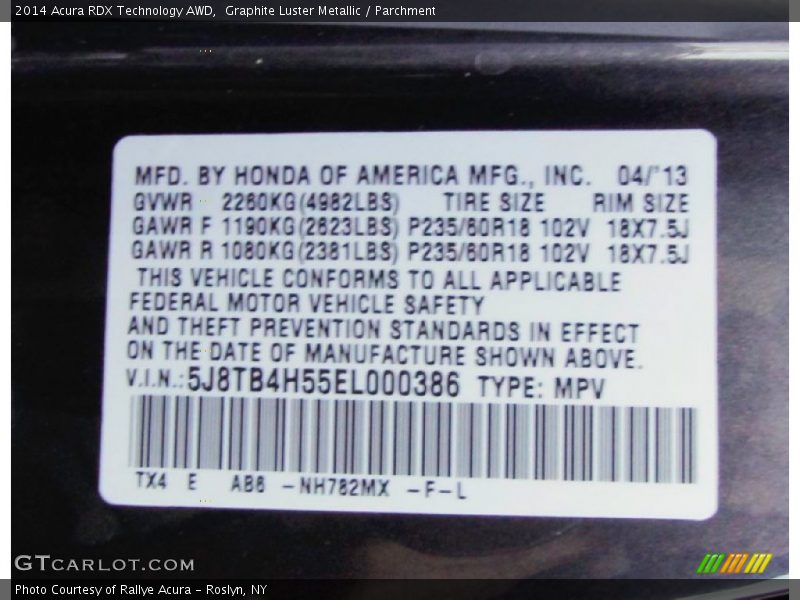 2014 Acura RDX Technology AWD,  Graphite Luster Metallic / Parchment
MFD. BY HONDA OF AMERICA MFG., INC. 04/'13
GVWR 2260KG(4982LBS) TIRE SIZE RIM SIZE
GAWR F 1190KG(2623LBS) P235/60R18 102V 18X7.5J
GAWR R 1080KG(2381LBS) P235/60R18 102V 18X7.5J
THIS VEHICLE CONFORMS TO ALL APPLICABLE
FEDERAL MOTOR VEHICLE SAFETY
AND THEFT PREVENTION STANDARDS IN EFFECT
ON THE DATE OF MANUFACTURE SHOWN ABOVE.
V.I.N.:5J8TB4H55EL000386 TYPE: MPV
TX4 E AB6 -NH782MX -F-L
GTCARLOT.COM
Photo Courtesy of Rallye Acura - Roslyn, NY